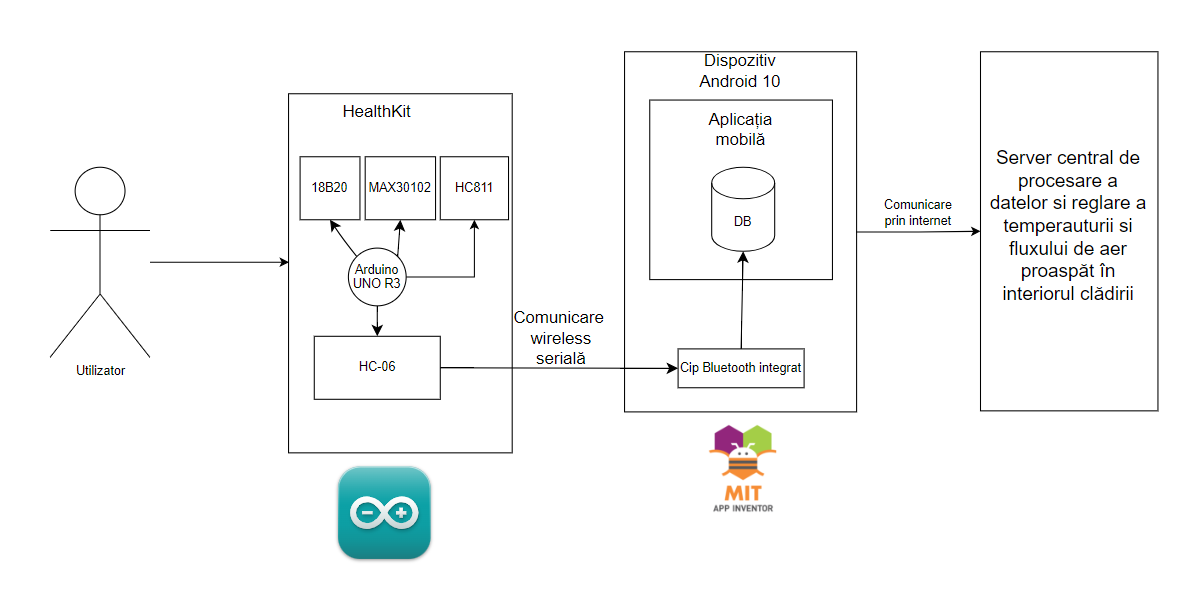 Utilizator
HealthKit
18B20
MAX30102
HC811
Arduino
UNO R3
HC-06
Comunicare
wireless
serială
Dispozitiv
Android 10
Aplicația
mobilă
DB
Cip Bluetooth integrat
MIT
APP INVENTOR
Comunicare
prin internet
Server central de
procesare a
datelor si reglare a
temperauturii si
fluxului de aer
proaspăt în
interiorul clădirii